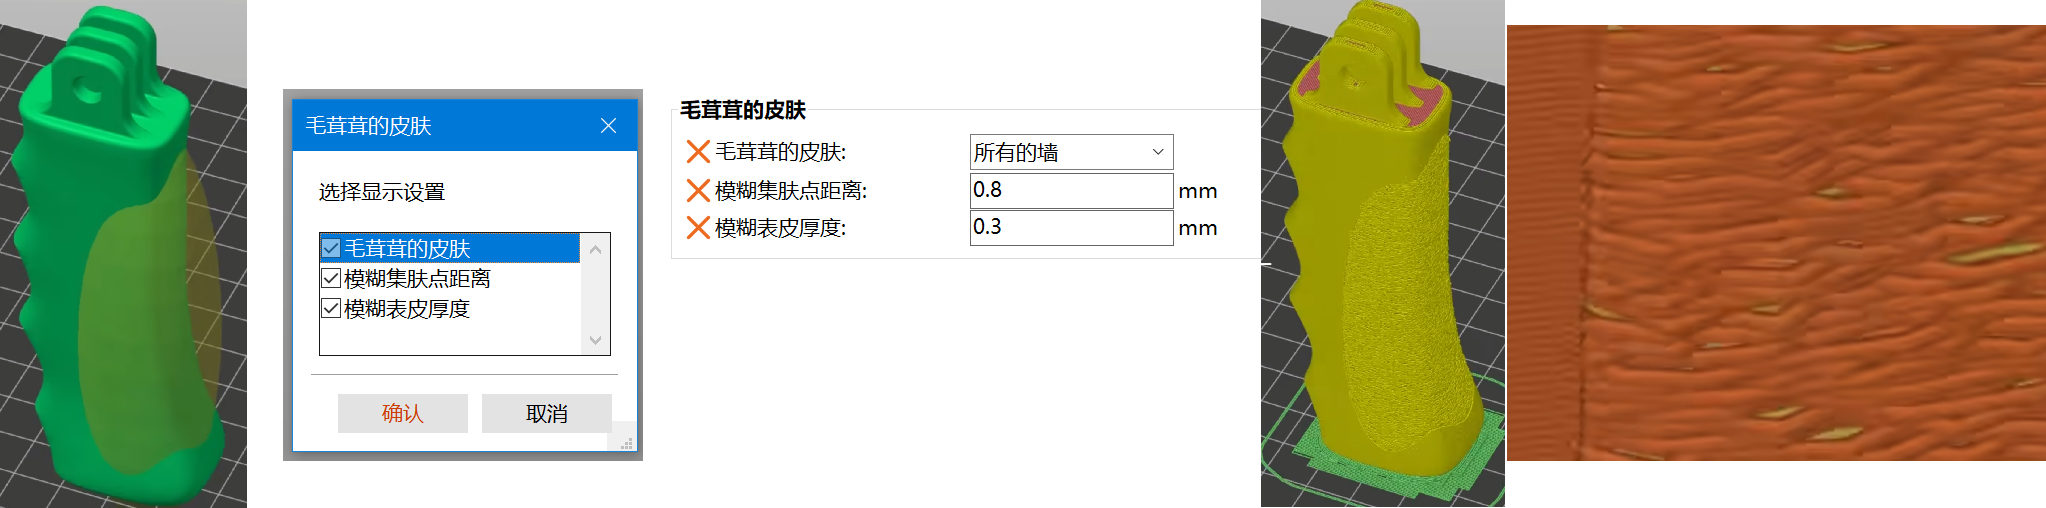 毛茸茸的皮肤
选择显示设置
毛茸茸的皮肤
模糊集肤点距离
模糊表皮厚度
确认
取消
毛茸茸的皮肤
毛茸茸的皮肤: 所有的墙
模糊集肤点距离: 0.8 mm
模糊表皮厚度: 0.3 mm